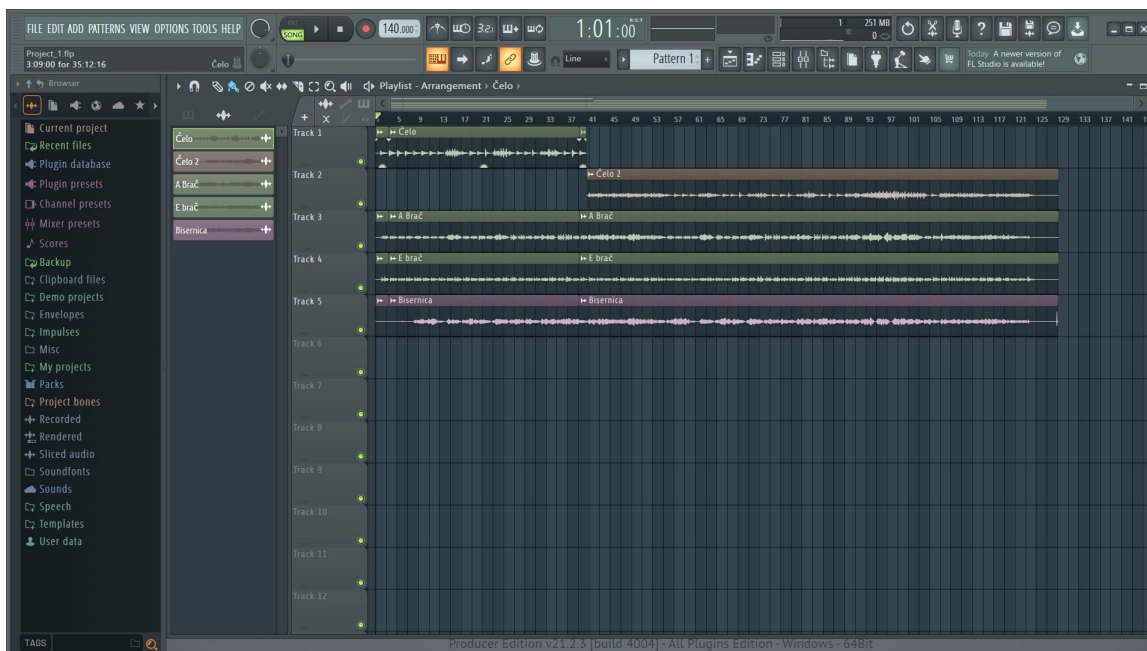 FILE EDIT ADD PATTERNS VIEW OPTIONS TOOLS HELP
PAT
SONG
140.000
3.2.1
1:01:00
B:S:T
1
251 MB
0
Project_1.flp
3:09:00 for 35:12:16
Čelo
Line
Pattern 1
Today A newer version of
FL Studio is available!
Browser
Playlist - Arrangement › Čelo ›
Current project
Recent files
Plugin database
Plugin presets
Channel presets
Mixer presets
Scores
Backup
Clipboard files
Demo projects
Envelopes
Impulses
Misc
My projects
Packs
Project bones
Recorded
Rendered
Sliced audio
Soundfonts
Sounds
Speech
Templates
User data
TAGS
Čelo
Čelo 2
A Brač
E brač
Bisernica
5 9 13 17 21 25 29 33 37 41 45 49 53 57 61 65 69 73 77 81 85 89 93 97 101 105 109 113 117 121 125 129 133 137 141
Track 1
Čelo
Track 2
Čelo 2
Track 3
A Brač
A Brač
Track 4
E brač
E brač
Track 5
Bisernica
Bisernica
Track 6
Track 7
Track 8
Track 9
Track 10
Track 11
Track 12
Producer Edition v21.2.3 [build 4004] - All Plugins Edition - Windows - 64Bit